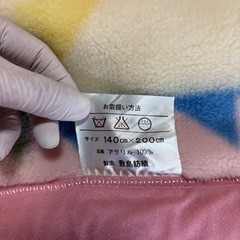 お取扱い方法
サイズ 140cm×200cm
品質 アクリル 100%
製造 敷島紡績